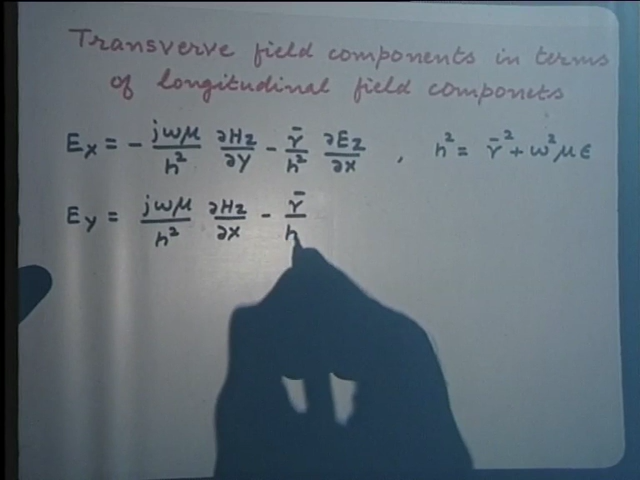 Transverve field components in terms
of longitudinal field componets
Ex = - jωμ/h² ∂Hz/∂y - γ̄/h² ∂Ez/∂x , h² = γ̄² + ω²με
Ey = jωμ/h² ∂Hz/∂x - γ̄/h